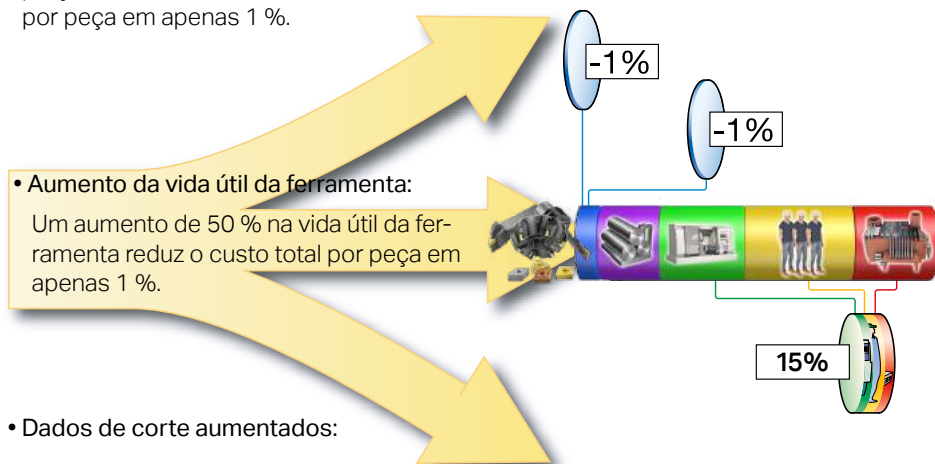 por peça em apenas 1 %.
-1%
-1%
• Aumento da vida útil da ferramenta:
Um aumento de 50 % na vida útil da fer-
ramenta reduz o custo total por peça em
apenas 1 %.
15%
• Dados de corte aumentados: